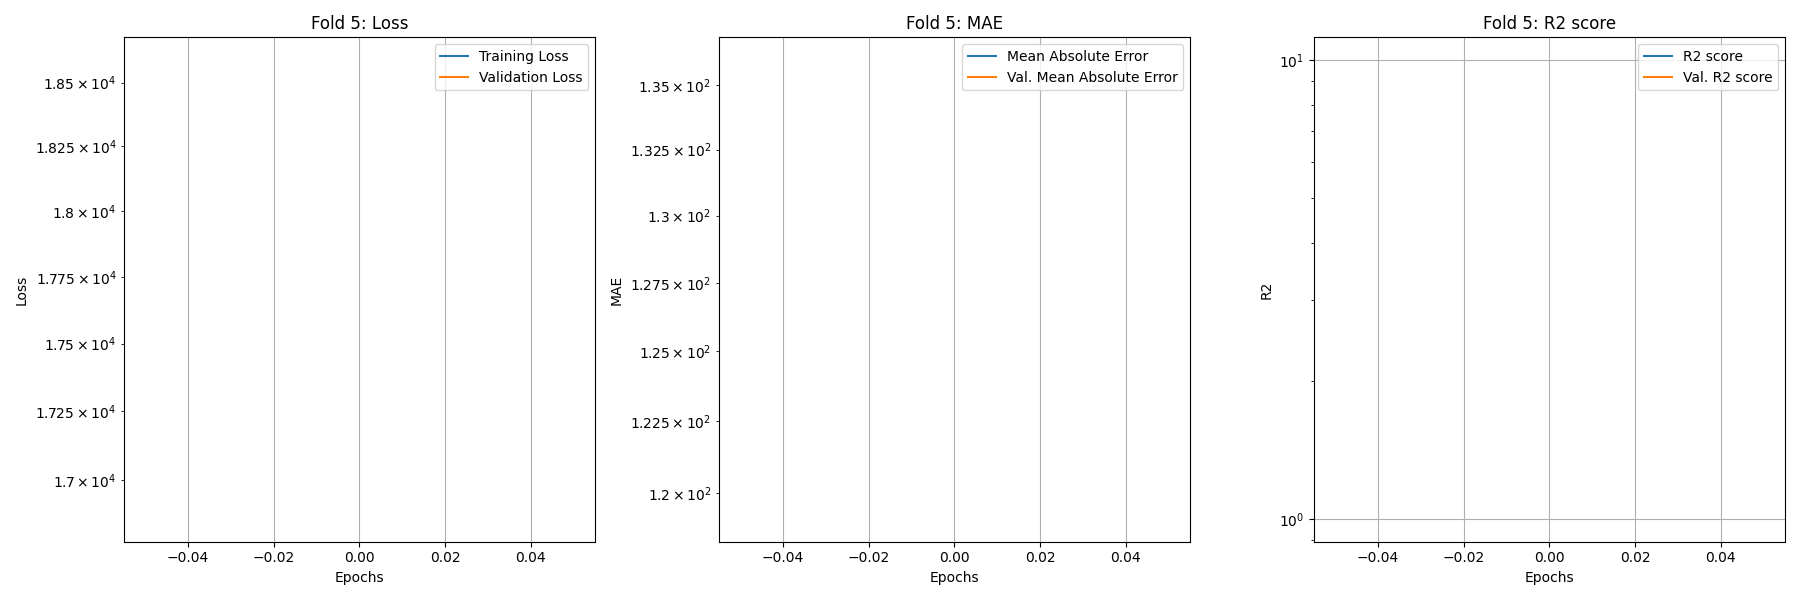 Fold 5: Loss
Training Loss
Validation Loss
1.85 × 10⁴
1.825 × 10⁴
1.8 × 10⁴
1.775 × 10⁴
1.75 × 10⁴
1.725 × 10⁴
1.7 × 10⁴
Loss
−0.04 −0.02 0.00 0.02 0.04
Epochs
Fold 5: MAE
Mean Absolute Error
Val. Mean Absolute Error
1.35 × 10²
1.325 × 10²
1.3 × 10²
1.275 × 10²
1.25 × 10²
1.225 × 10²
1.2 × 10²
MAE
−0.04 −0.02 0.00 0.02 0.04
Epochs
Fold 5: R2 score
R2 score
Val. R2 score
10¹
10⁰
R2
−0.04 −0.02 0.00 0.02 0.04
Epochs